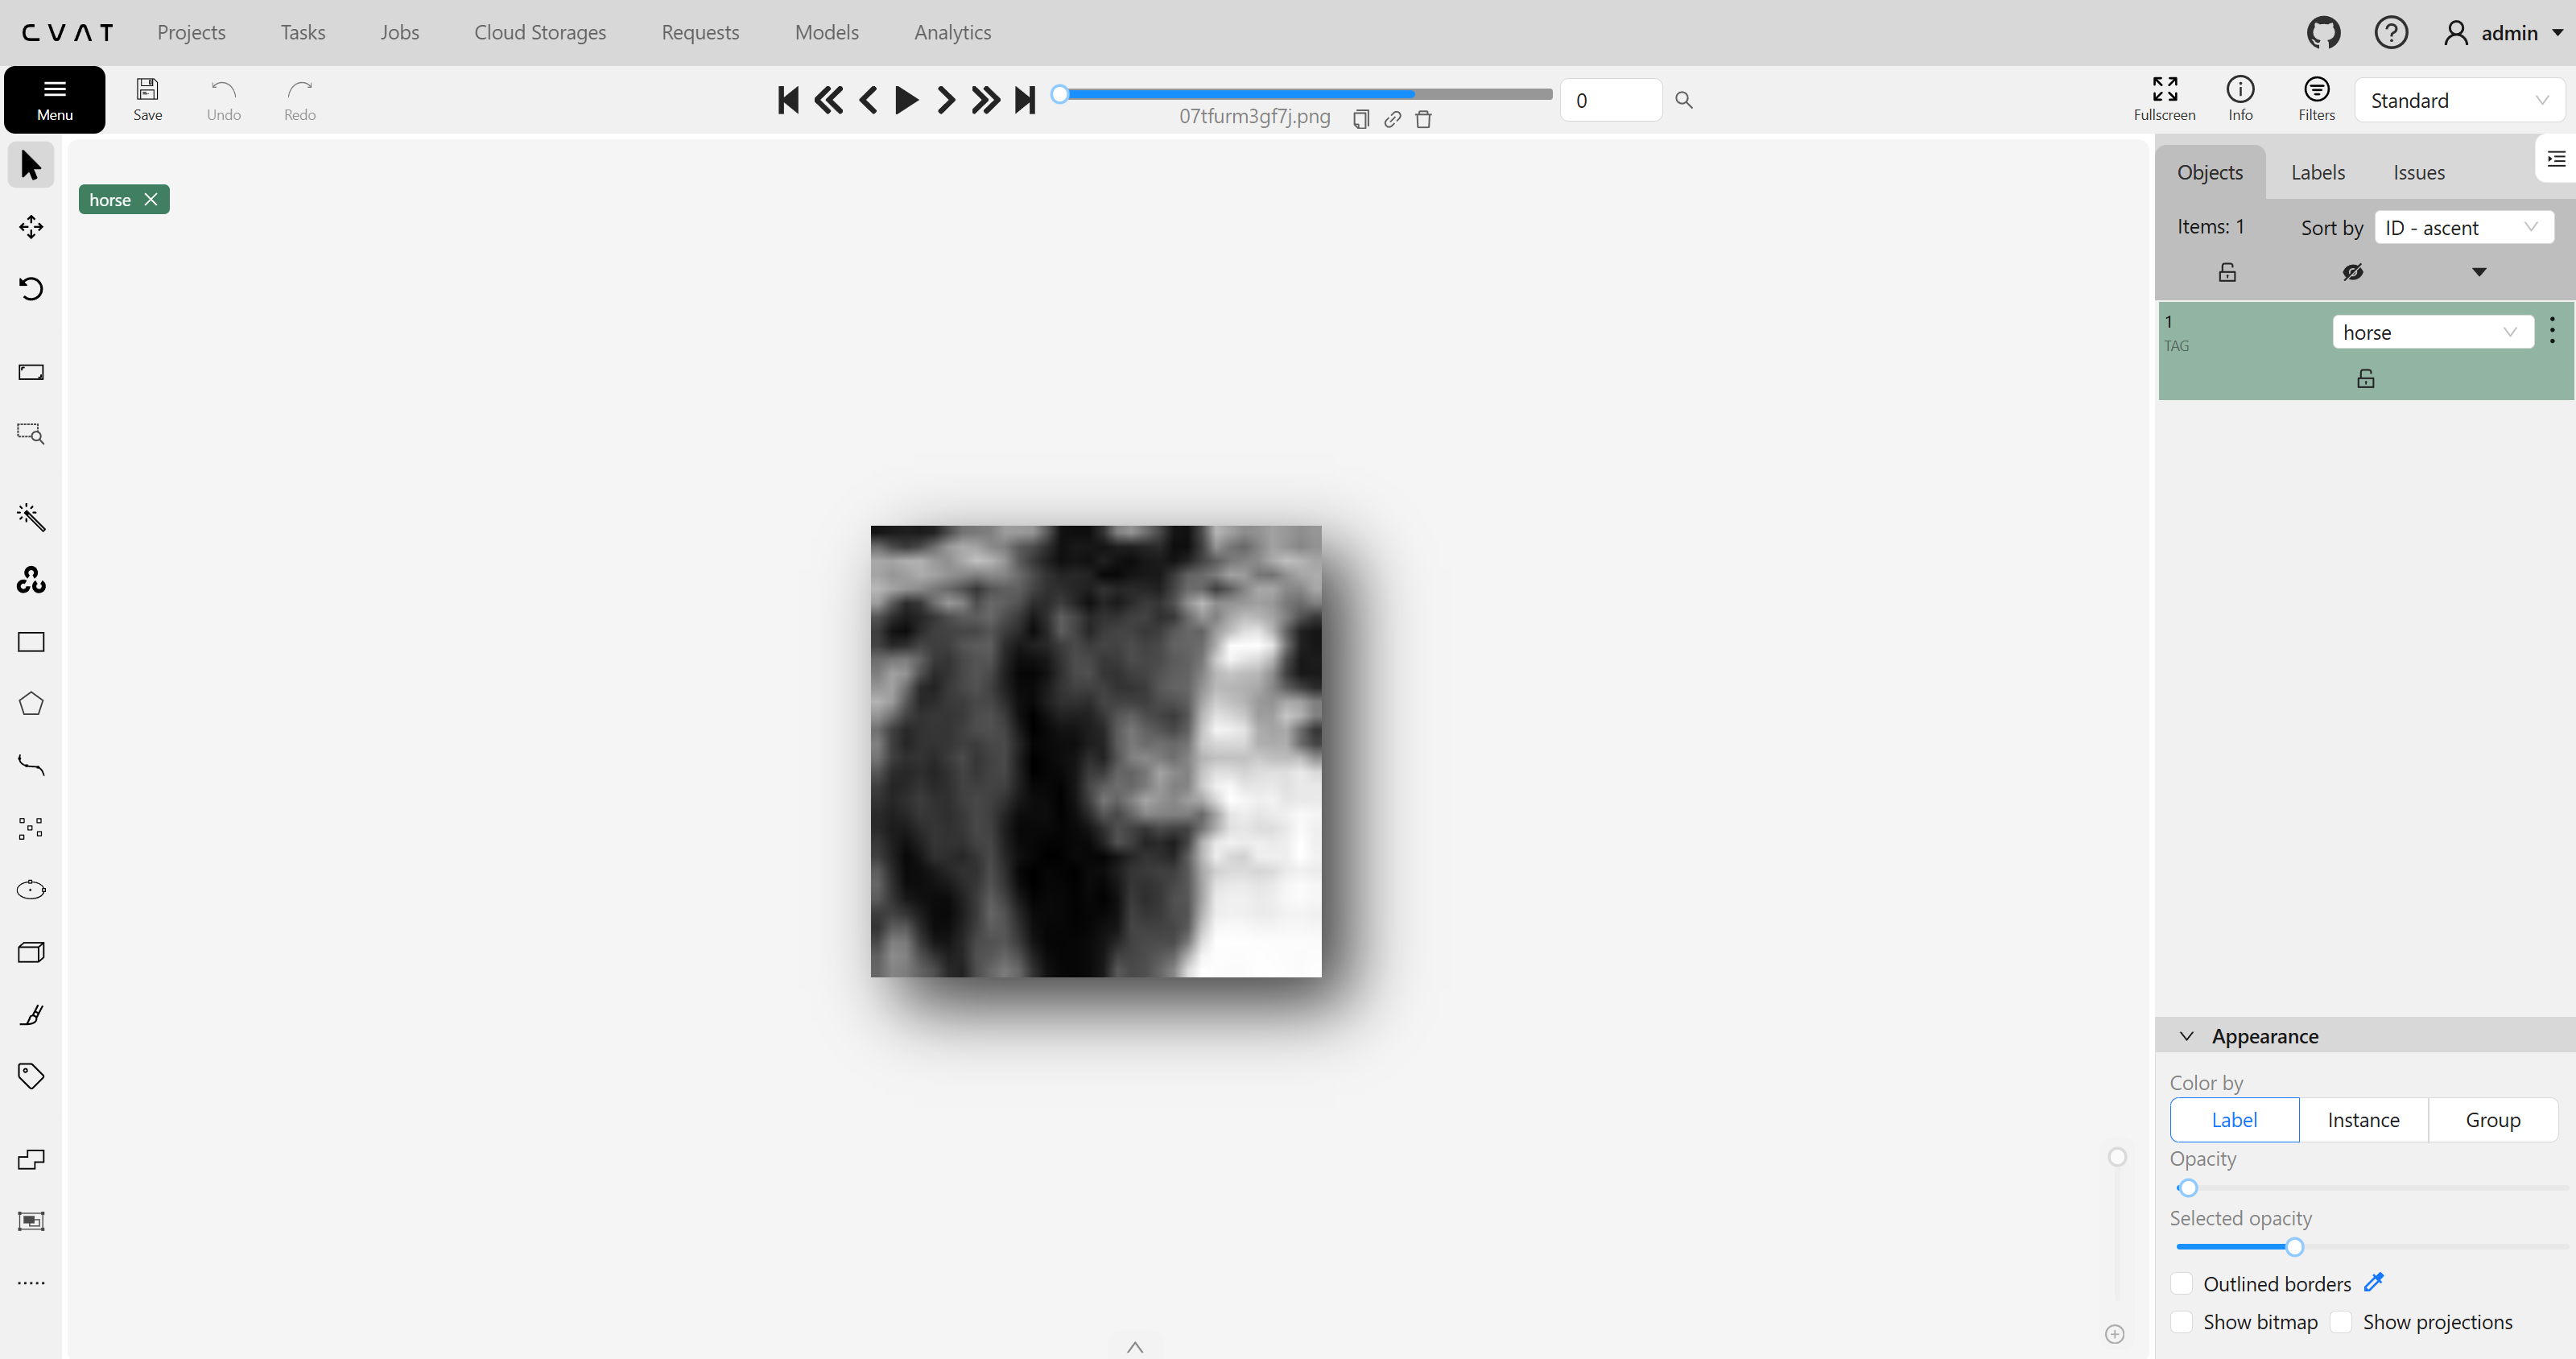 CVAT Projects Tasks Jobs Cloud Storages Requests Models Analytics admin
Menu Save Undo Redo 0 Fullscreen Info Filters Standard
07tfurm3gf7j.png
horse
Objects Labels Issues
Items: 1 Sort by ID - ascent
1 horse
TAG
Appearance
Color by
Label Instance Group
Opacity
Selected opacity
Outlined borders
Show bitmap Show projections